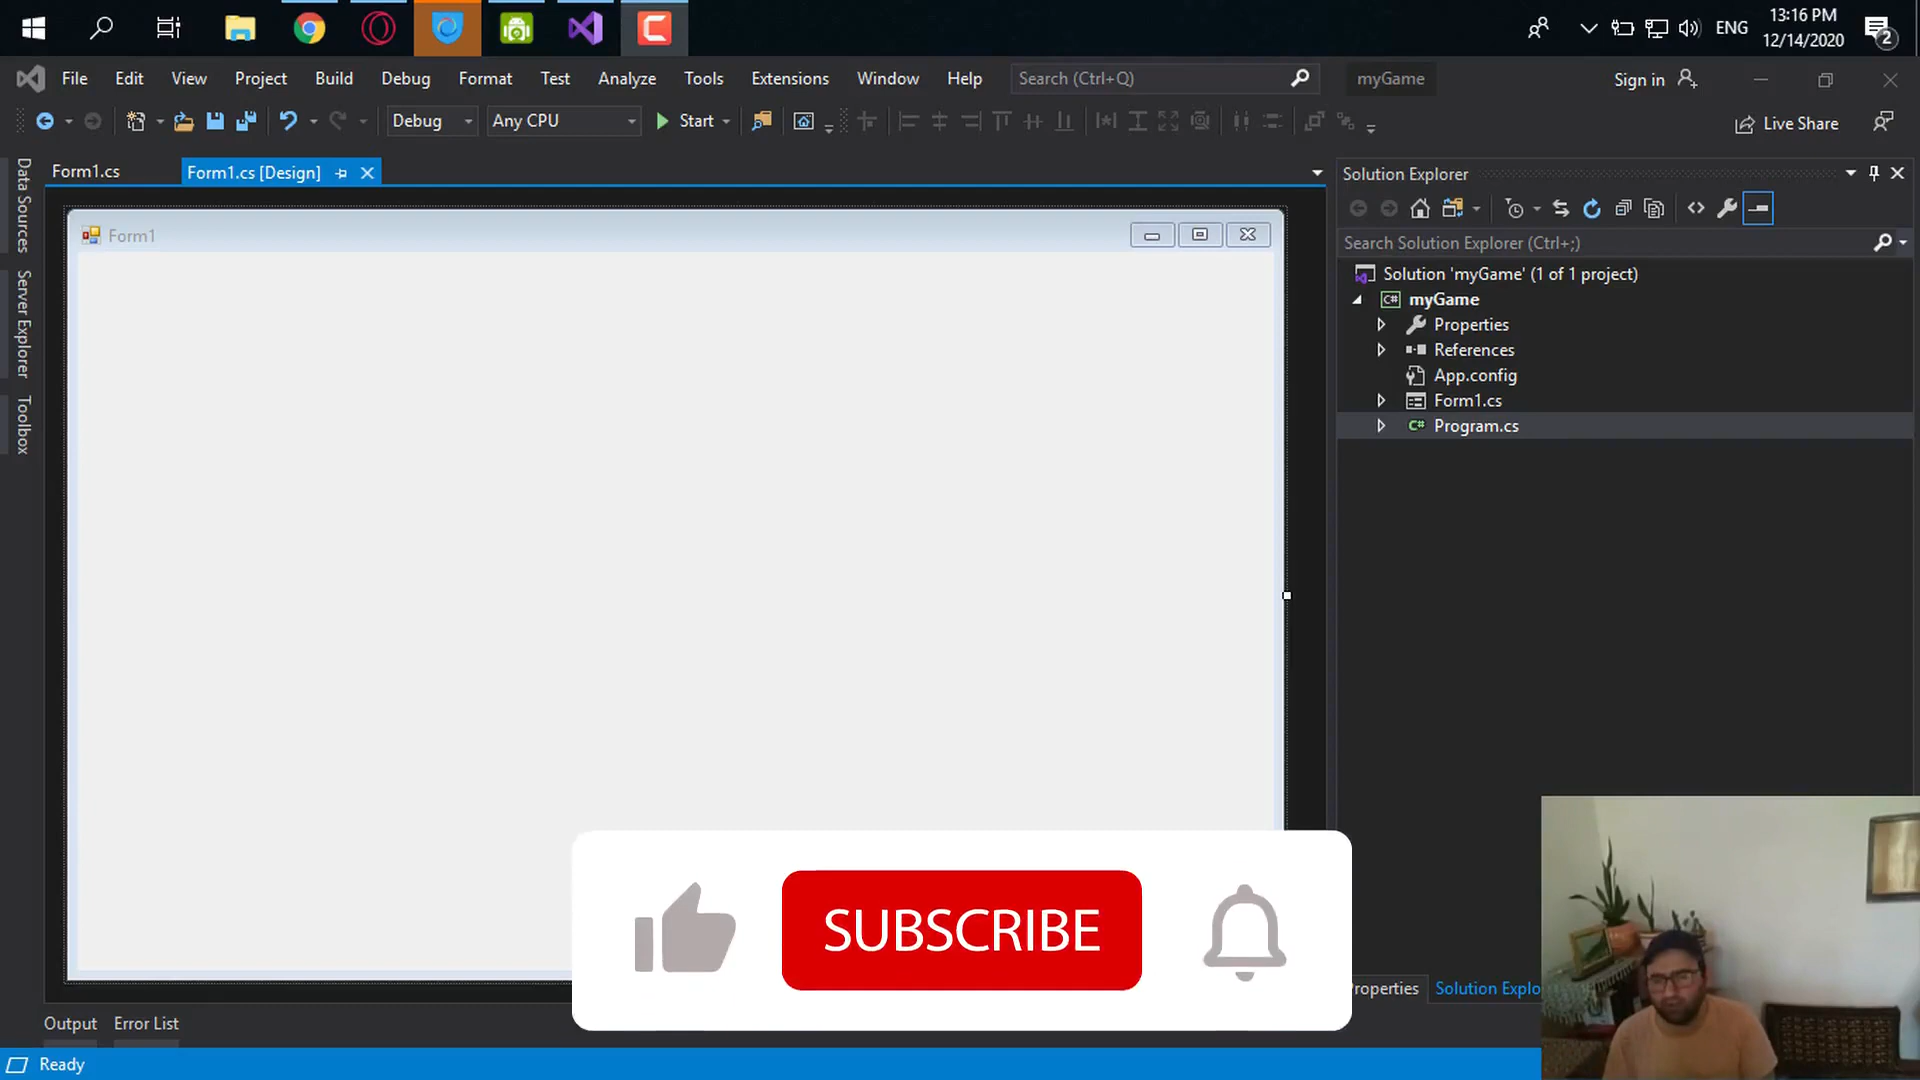 ENG
13:16 PM
12/14/2020
2
File Edit View Project Build Debug Format Test Analyze Tools Extensions Window Help
Search (Ctrl+Q)
myGame
Sign in
Debug
Any CPU
Start
Live Share
Data Sources
Server Explorer
Toolbox
Form1.cs
Form1.cs [Design]
Form1
Solution Explorer
Search Solution Explorer (Ctrl+;)
Solution 'myGame' (1 of 1 project)
C# myGame
Properties
References
App.config
Form1.cs
C# Program.cs
SUBSCRIBE
roperties
Solution Explo
Output
Error List
Ready